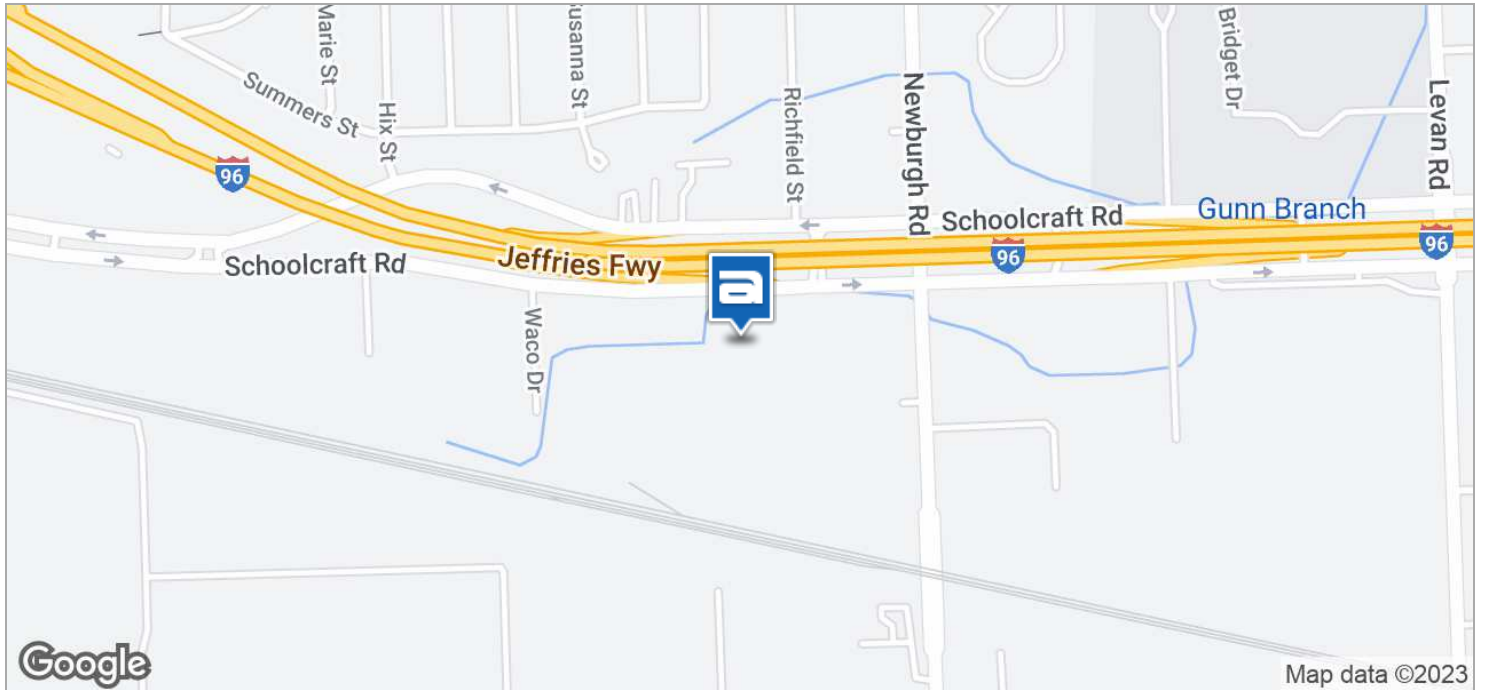 Marie St
Susanna St
Bridget Dr
Summers St
Hix St
Richfield St
Newburgh Rd
Levan Rd
96
Schoolcraft Rd
Gunn Branch
Schoolcraft Rd
Jeffries Fwy
96
96
a
Waco Dr
Google
Map data ©2023